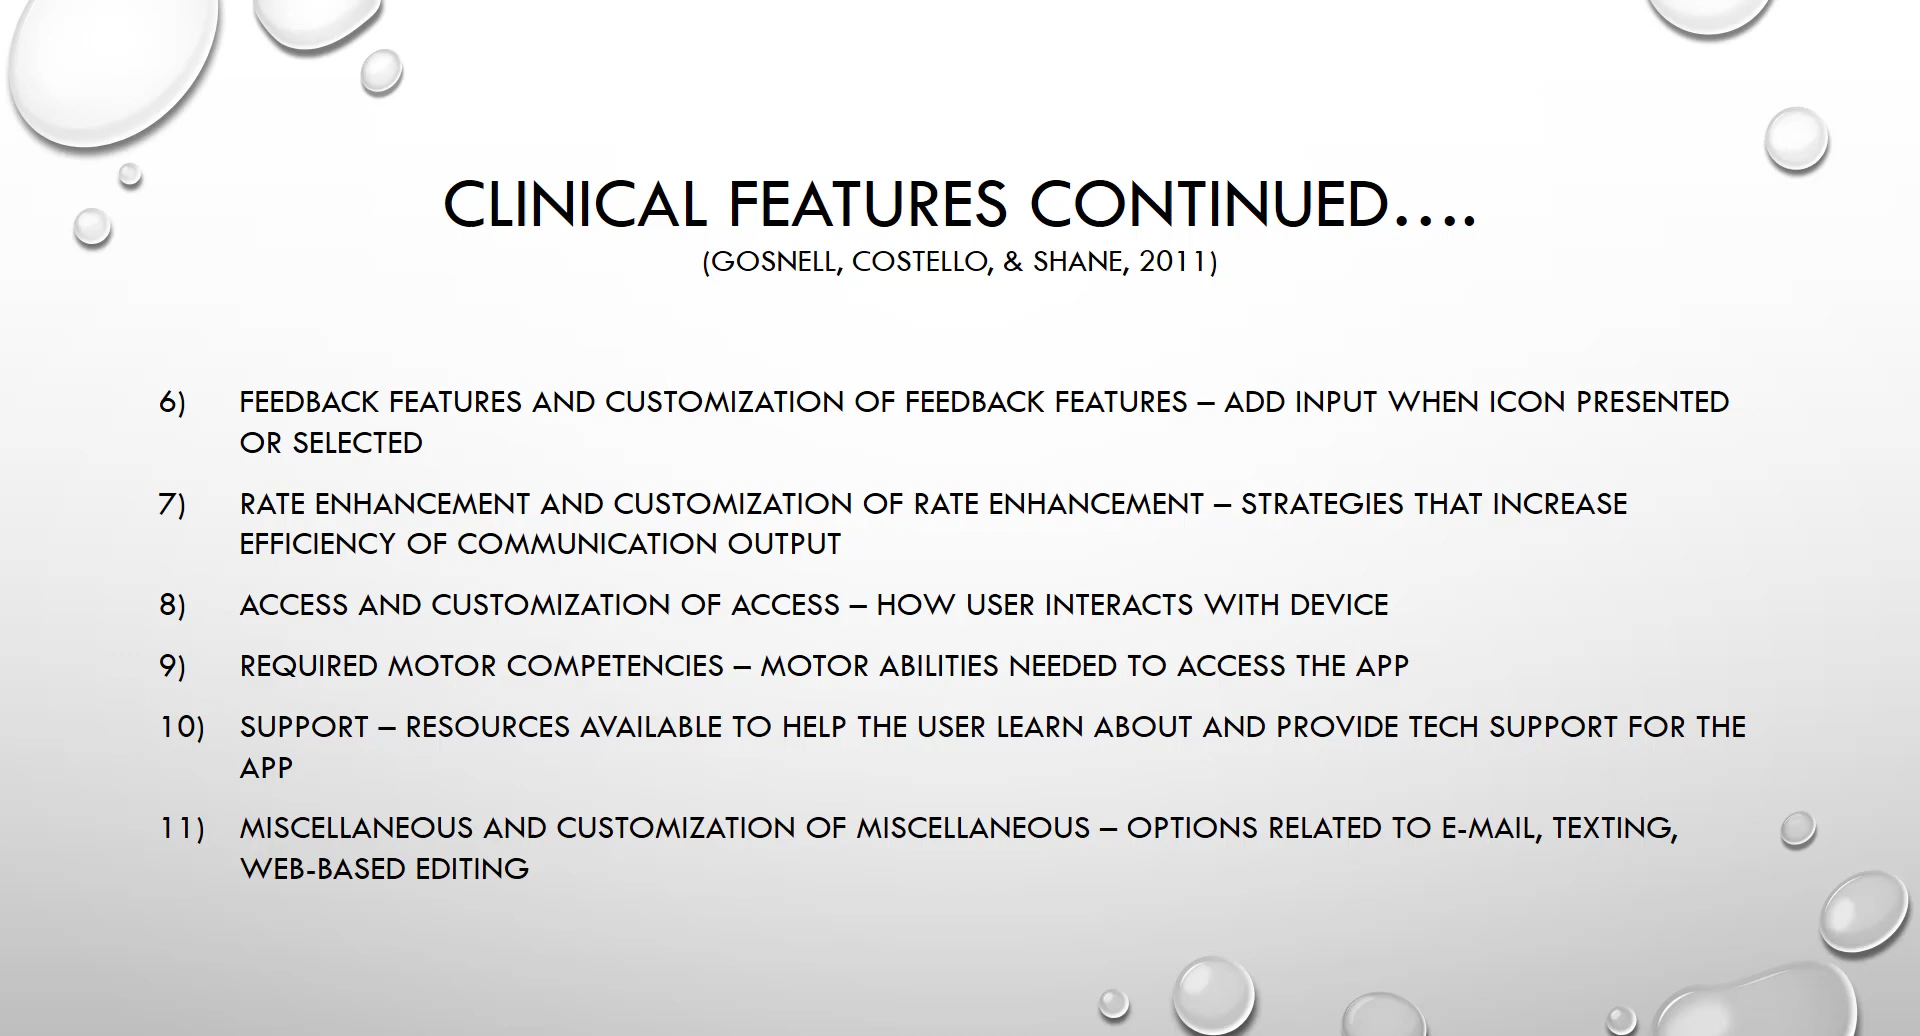 CLINICAL FEATURES CONTINUED….
(GOSNELL, COSTELLO, & SHANE, 2011)
6) FEEDBACK FEATURES AND CUSTOMIZATION OF FEEDBACK FEATURES – ADD INPUT WHEN ICON PRESENTED
OR SELECTED
7) RATE ENHANCEMENT AND CUSTOMIZATION OF RATE ENHANCEMENT – STRATEGIES THAT INCREASE
EFFICIENCY OF COMMUNICATION OUTPUT
8) ACCESS AND CUSTOMIZATION OF ACCESS – HOW USER INTERACTS WITH DEVICE
9) REQUIRED MOTOR COMPETENCIES – MOTOR ABILITIES NEEDED TO ACCESS THE APP
10) SUPPORT – RESOURCES AVAILABLE TO HELP THE USER LEARN ABOUT AND PROVIDE TECH SUPPORT FOR THE
APP
11) MISCELLANEOUS AND CUSTOMIZATION OF MISCELLANEOUS – OPTIONS RELATED TO E-MAIL, TEXTING,
WEB-BASED EDITING